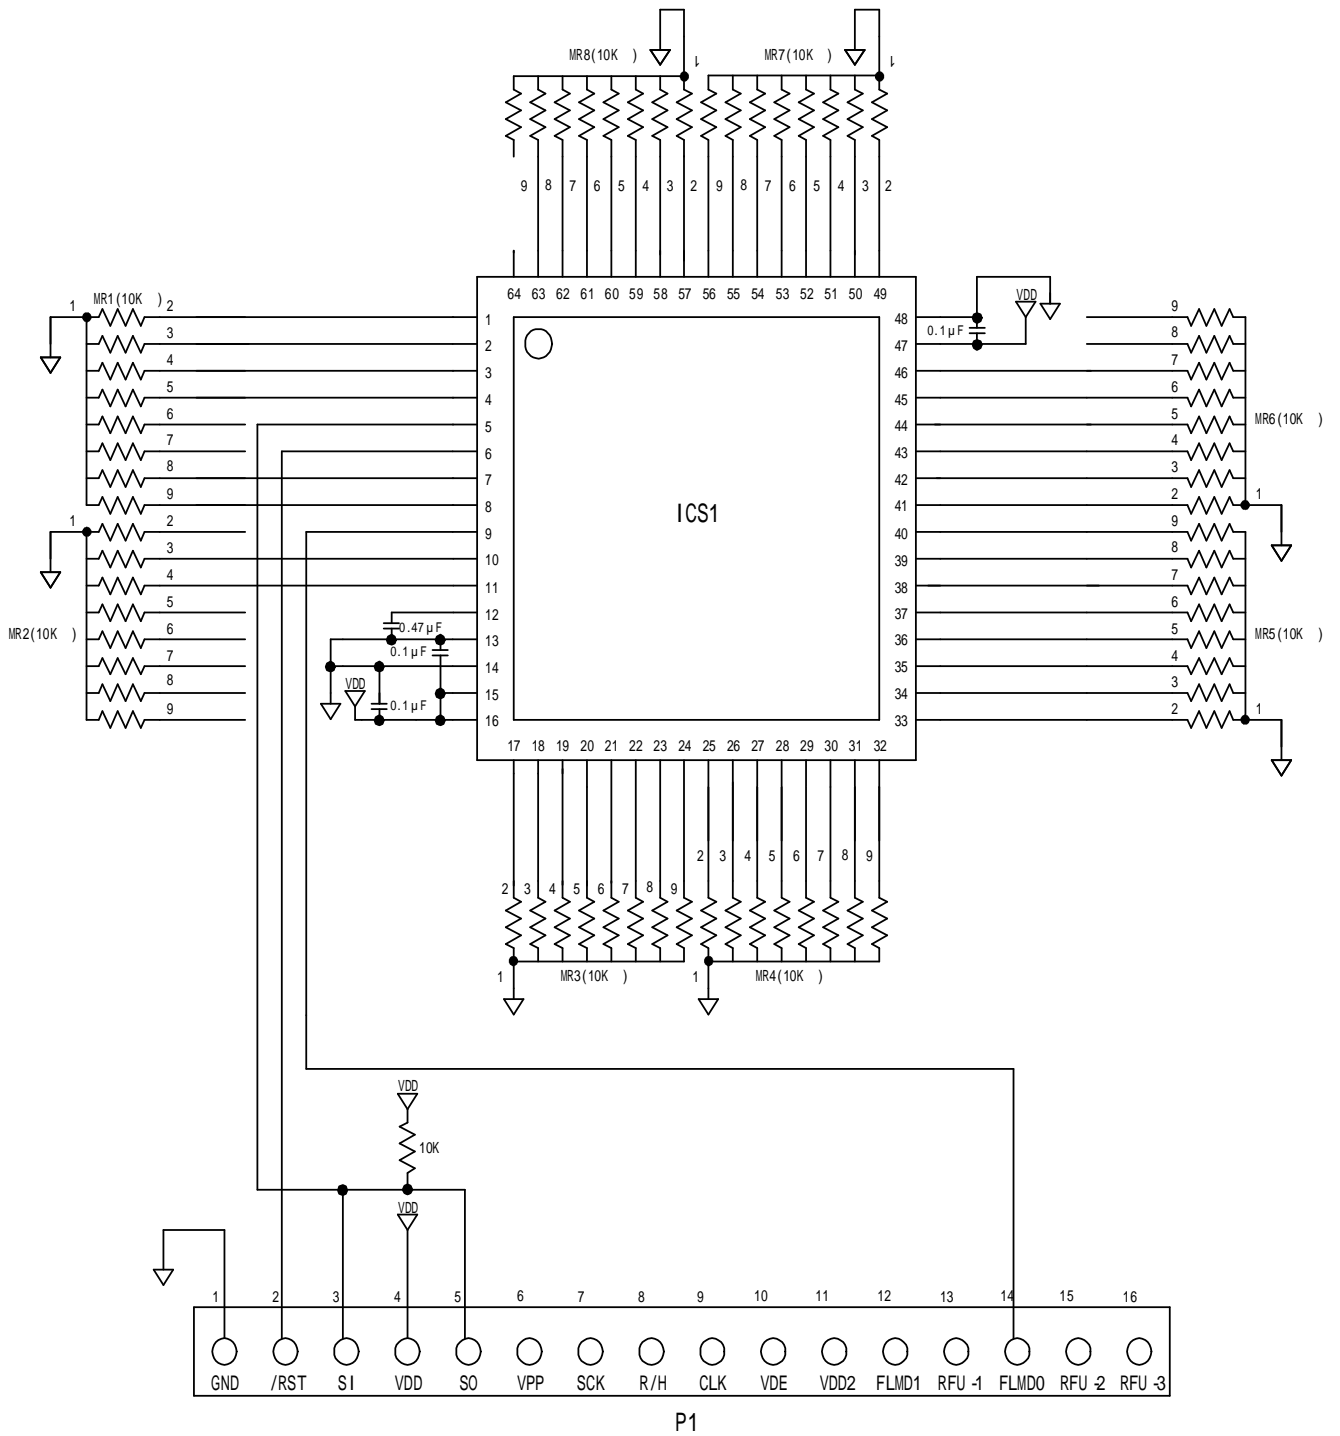 MR8(10K )
MR7(10K )
1
1
9 8 7 6 5 4 3 2 9 8 7 6 5 4 3 2
64 63 62 61 60 59 58 57 56 55 54 53 52 51 50 49
1
MR1(10K )
2
3
4
5
6
7
8
9
1
2
3
4
5
6
7
8
9
MR2(10K )
1
2
3
4
5
6
7
8
9
10
11
12
13
14
15
16
0.47μF
0.1μF
VDD
0.1μF
ICS1
48
47
46
45
44
43
42
41
40
39
38
37
36
35
34
33
VDD
0.1μF
9
8
7
6
5
4
3
2
MR6(10K )
1
9
8
7
6
5
4
3
2
MR5(10K )
1
17 18 19 20 21 22 23 24 25 26 27 28 29 30 31 32
2 3 4 5 6 7 8 9
2 3 4 5 6 7 8 9
1
MR3(10K )
1
MR4(10K )
VDD
10K
VDD
1 2 3 4 5 6 7 8 9 10 11 12 13 14 15 16
GND /RST SI VDD SO VPP SCK R/H CLK VDE VDD2 FLMD1 RFU-1 FLMD0 RFU-2 RFU-3
P1